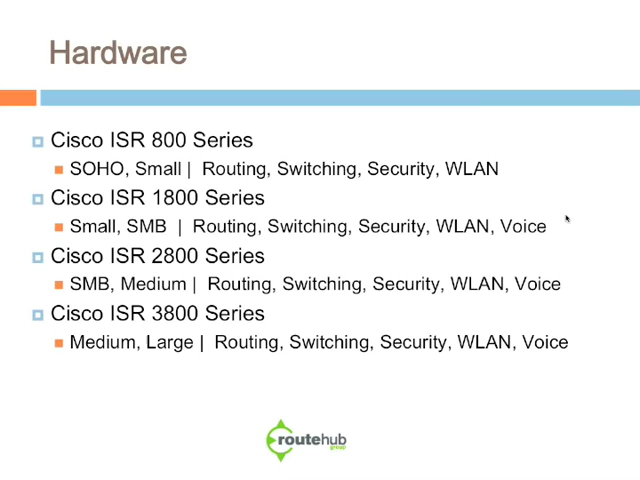 Hardware
Cisco ISR 800 Series
SOHO, Small | Routing, Switching, Security, WLAN
Cisco ISR 1800 Series
Small, SMB | Routing, Switching, Security, WLAN, Voice
Cisco ISR 2800 Series
SMB, Medium | Routing, Switching, Security, WLAN, Voice
Cisco ISR 3800 Series
Medium, Large | Routing, Switching, Security, WLAN, Voice
routehub
group